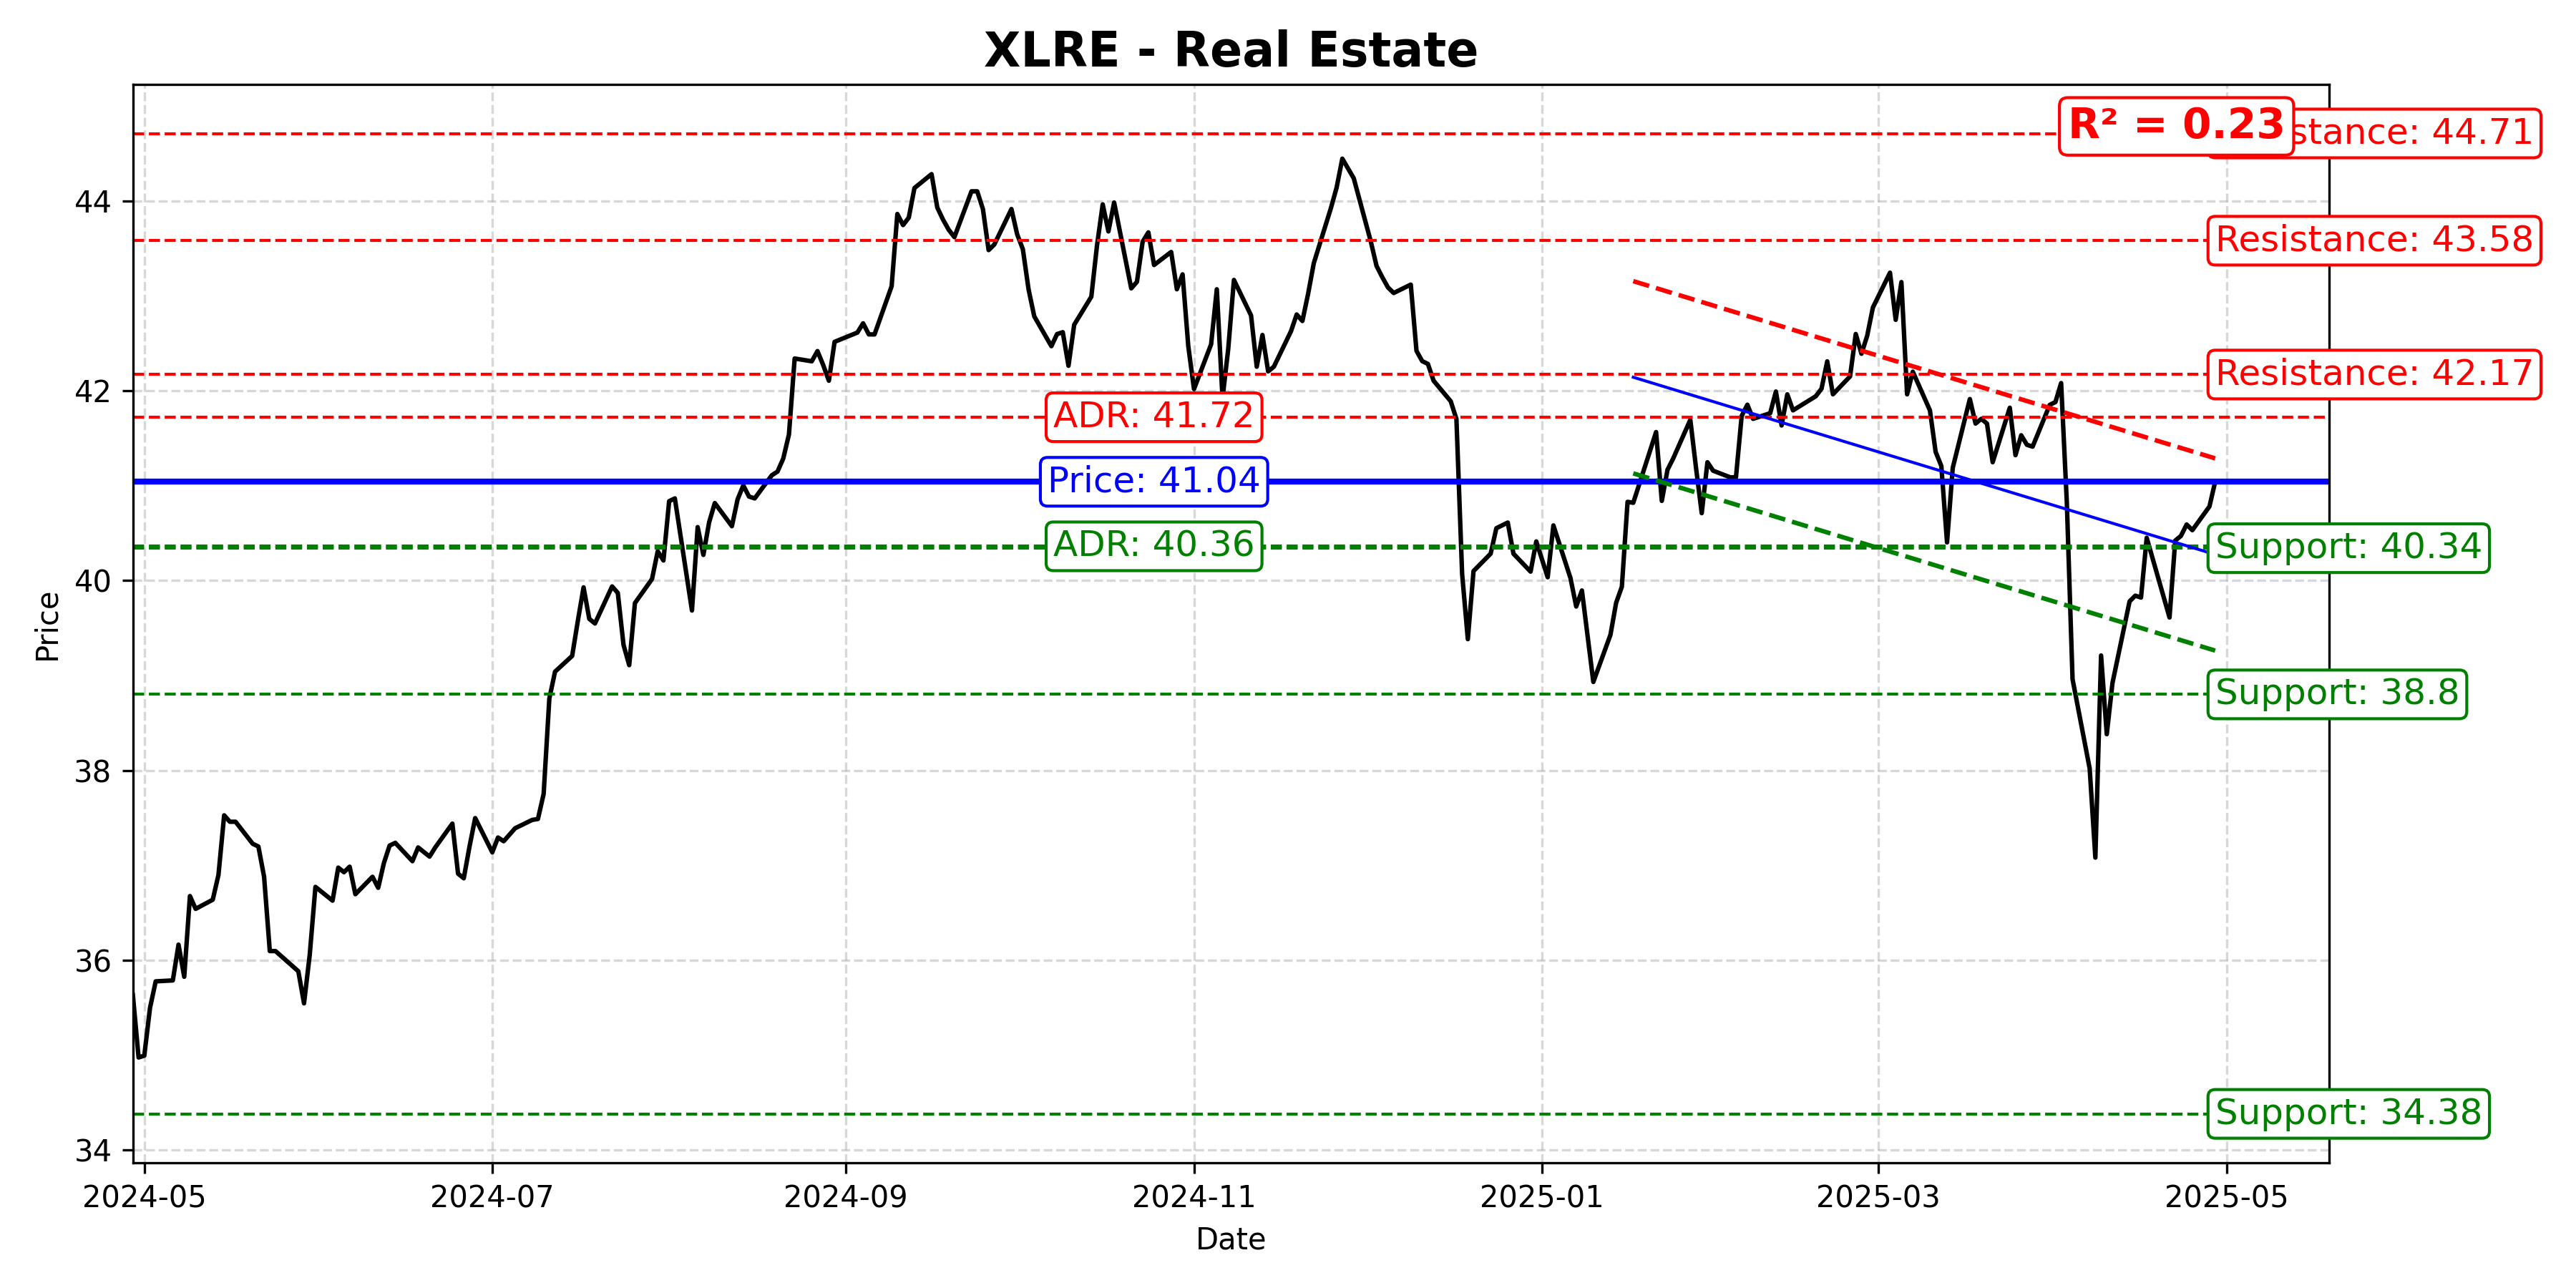 XLRE - Real Estate
R² = 0.23
stance: 44.71
44
Resistance: 43.58
Resistance: 42.17
42
ADR: 41.72
Price: 41.04
ADR: 40.36
Support: 40.34
40
Price
Support: 38.8
38
36
Support: 34.38
34
2024-05 2024-07 2024-09 2024-11 2025-01 2025-03 2025-05
Date